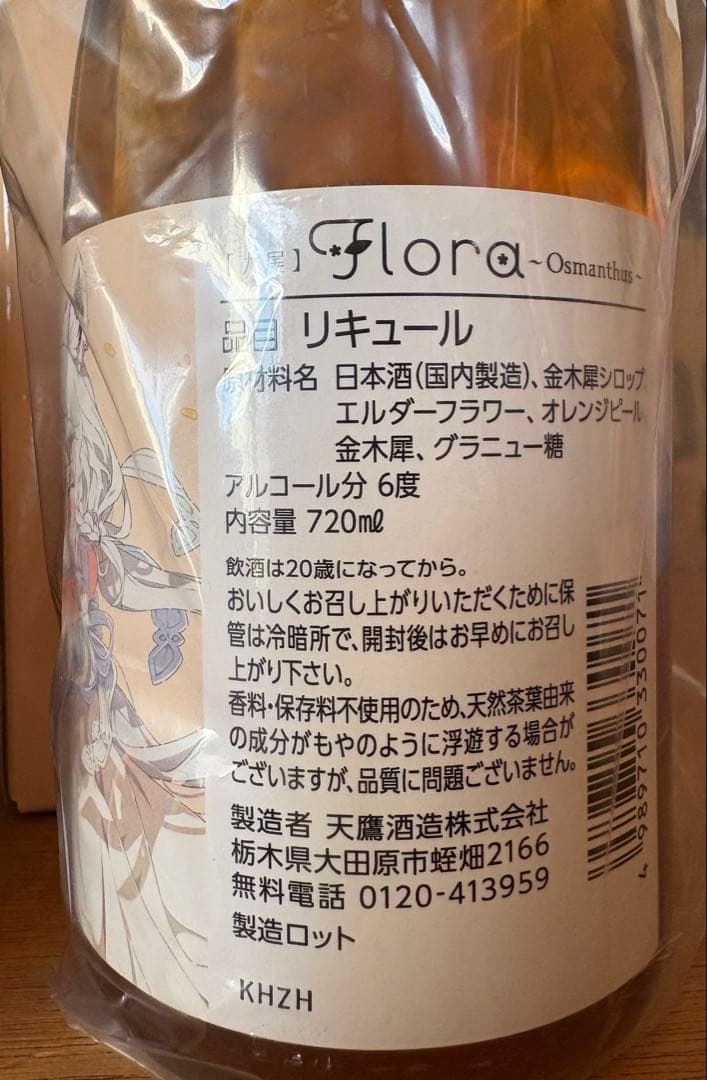 [九尾] Flora ~Osmanthus~
品目 リキュール
原材料名 日本酒(国内製造)、金木犀シロップ、
エルダーフラワー、オレンジピール、
金木犀、グラニュー糖
アルコール分 6度
内容量 720㎖
飲酒は20歳になってから。
おいしくお召し上がりいただくために保
管は冷暗所で、開封後はお早めにお召し
上がり下さい。
香料・保存料不使用のため、天然茶葉由来
の成分がもやのように浮遊する場合が
ございますが、品質に問題ございません。
製造者 天鷹酒造株式会社
栃木県大田原市蛭畑2166
無料電話 0120-413959
製造ロット
KHZH
4 989710 330071